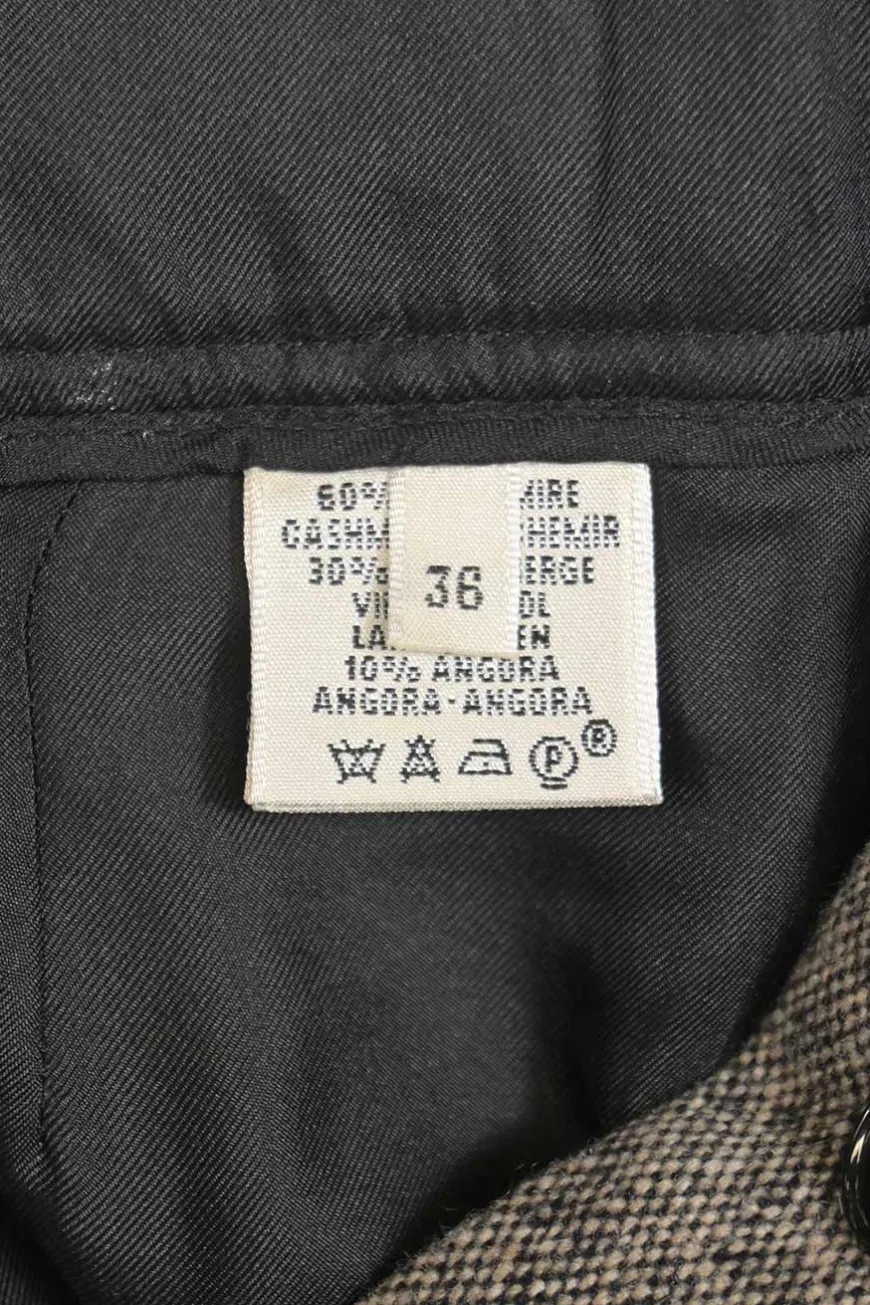 60%
MIRE
CASHM
HEMIR
30%
ERGE
36
VI
OL
LA
EN
10% ANGORA
ANGORA-ANGORA
P ®